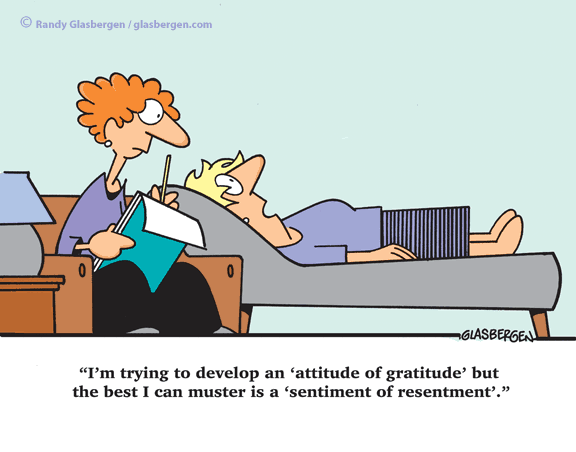 © Randy Glasbergen / glasbergen.com
GLASBERGEN
“I’m trying to develop an ‘attitude of gratitude’ but
the best I can muster is a ‘sentiment of resentment’.”